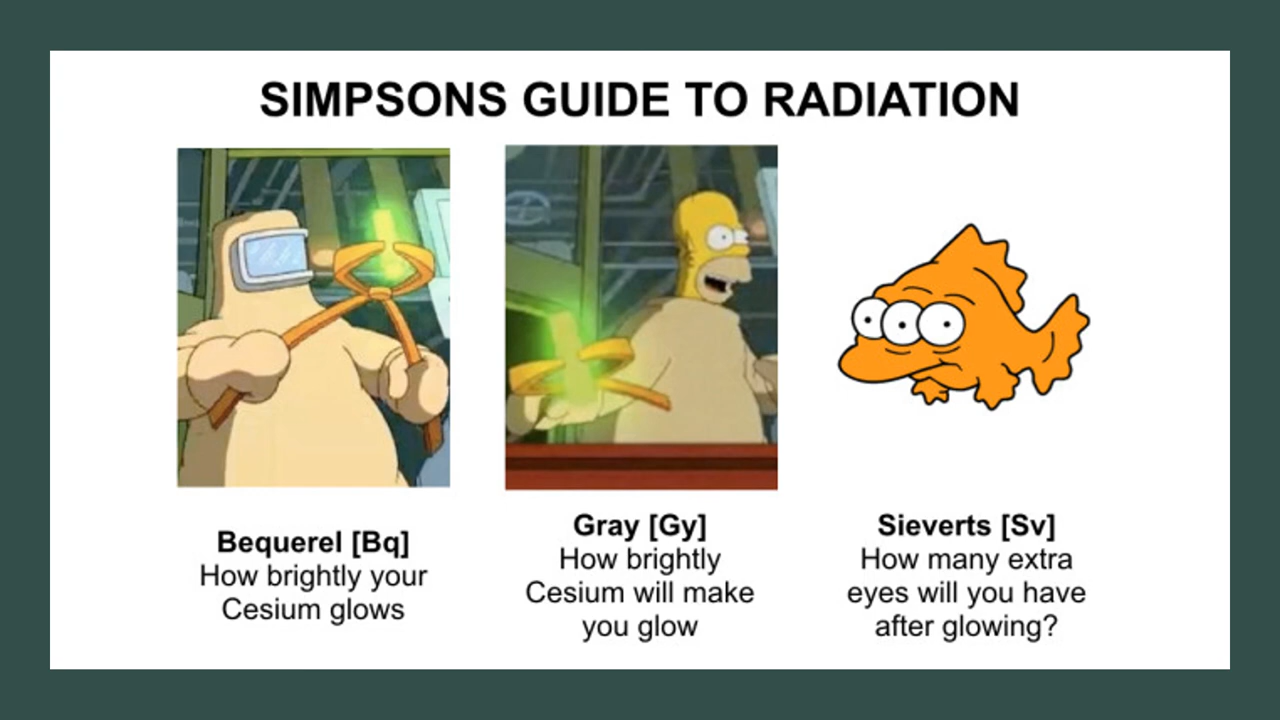 SIMPSONS GUIDE TO RADIATION
Bequerel [Bq]
How brightly your
Cesium glows
Gray [Gy]
How brightly
Cesium will make
you glow
Sieverts [Sv]
How many extra
eyes will you have
after glowing?